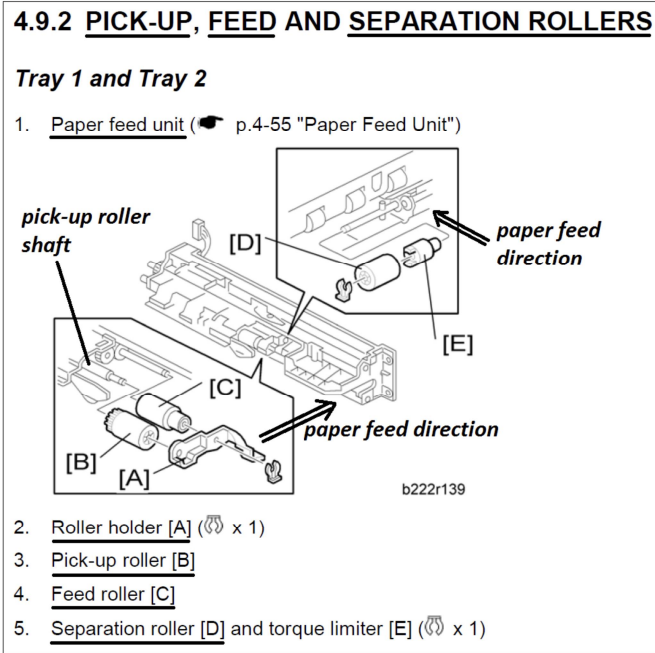 4.9.2 PICK-UP, FEED AND SEPARATION ROLLERS
Tray 1 and Tray 2
1. Paper feed unit ( p.4-55 "Paper Feed Unit")
pick-up roller
shaft
[D]
paper feed
direction
[E]
[C]
paper feed direction
[B]
[A]
b222r139
2. Roller holder [A] ( x 1)
3. Pick-up roller [B]
4. Feed roller [C]
5. Separation roller [D] and torque limiter [E] ( x 1)